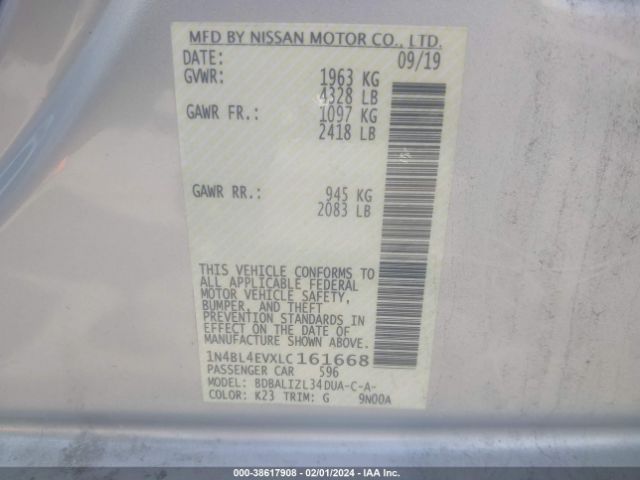 MFD BY NISSAN MOTOR CO., LTD.
DATE: 09/19
GVWR: 1963 KG
4328 LB
GAWR FR.: 1097 KG
2418 LB
GAWR RR.: 945 KG
2083 LB
THIS VEHICLE CONFORMS TO
ALL APPLICABLE FEDERAL
MOTOR VEHICLE SAFETY,
BUMPER, AND THEFT
PREVENTION STANDARDS IN
EFFECT ON THE DATE OF
MANUFACTURE SHOWN ABOVE.
1N4BL4EVXLC161668
PASSENGER CAR 596
MODEL: BDBALIZL34DUA-C-A-
COLOR: K23 TRIM: G 9N00A
000-38617908 - 02/01/2024 - IAA Inc.